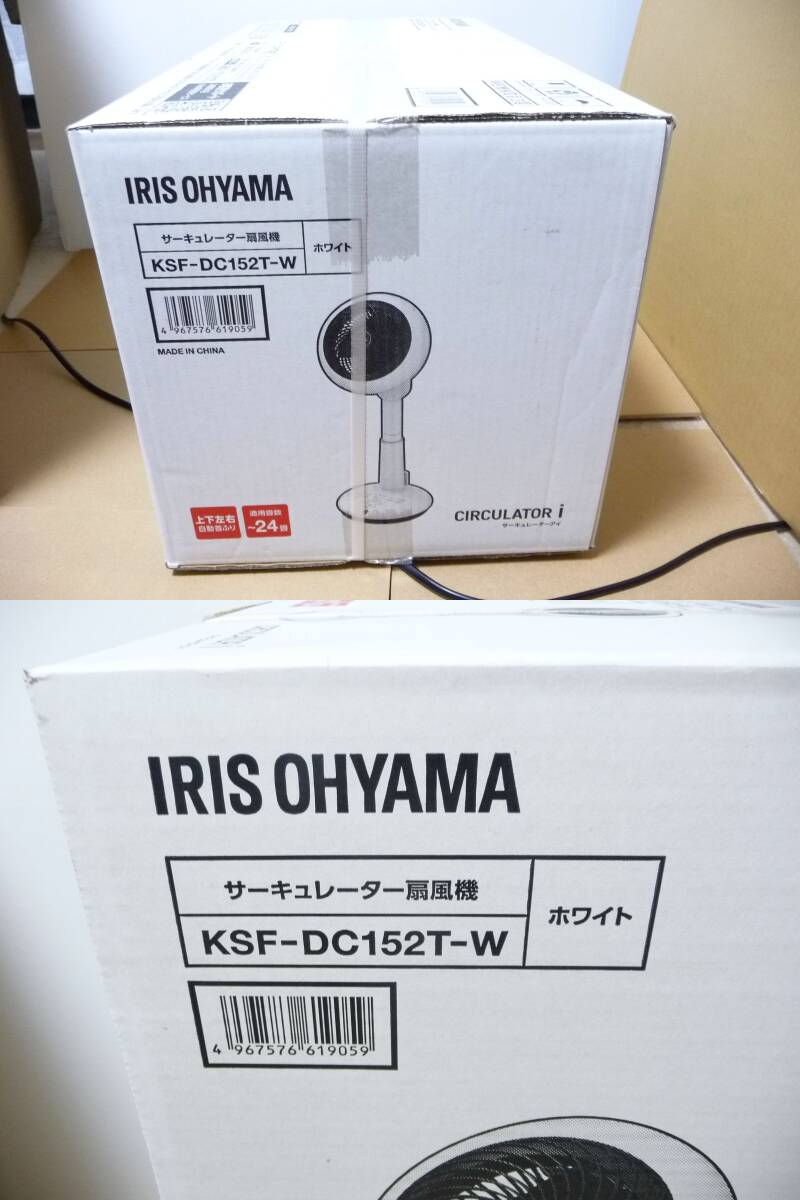 IRIS OHYAMA
サーキュレーター扇風機
ホワイト
KSF-DC152T-W
4 967576 619059
MADE IN CHINA
上下左右
自動首ふり
適用畳数
~24畳
CIRCULATOR i
サーキュレーターアイ
IRIS OHYAMA
サーキュレーター扇風機
ホワイト
KSF-DC152T-W
4 967576 619059